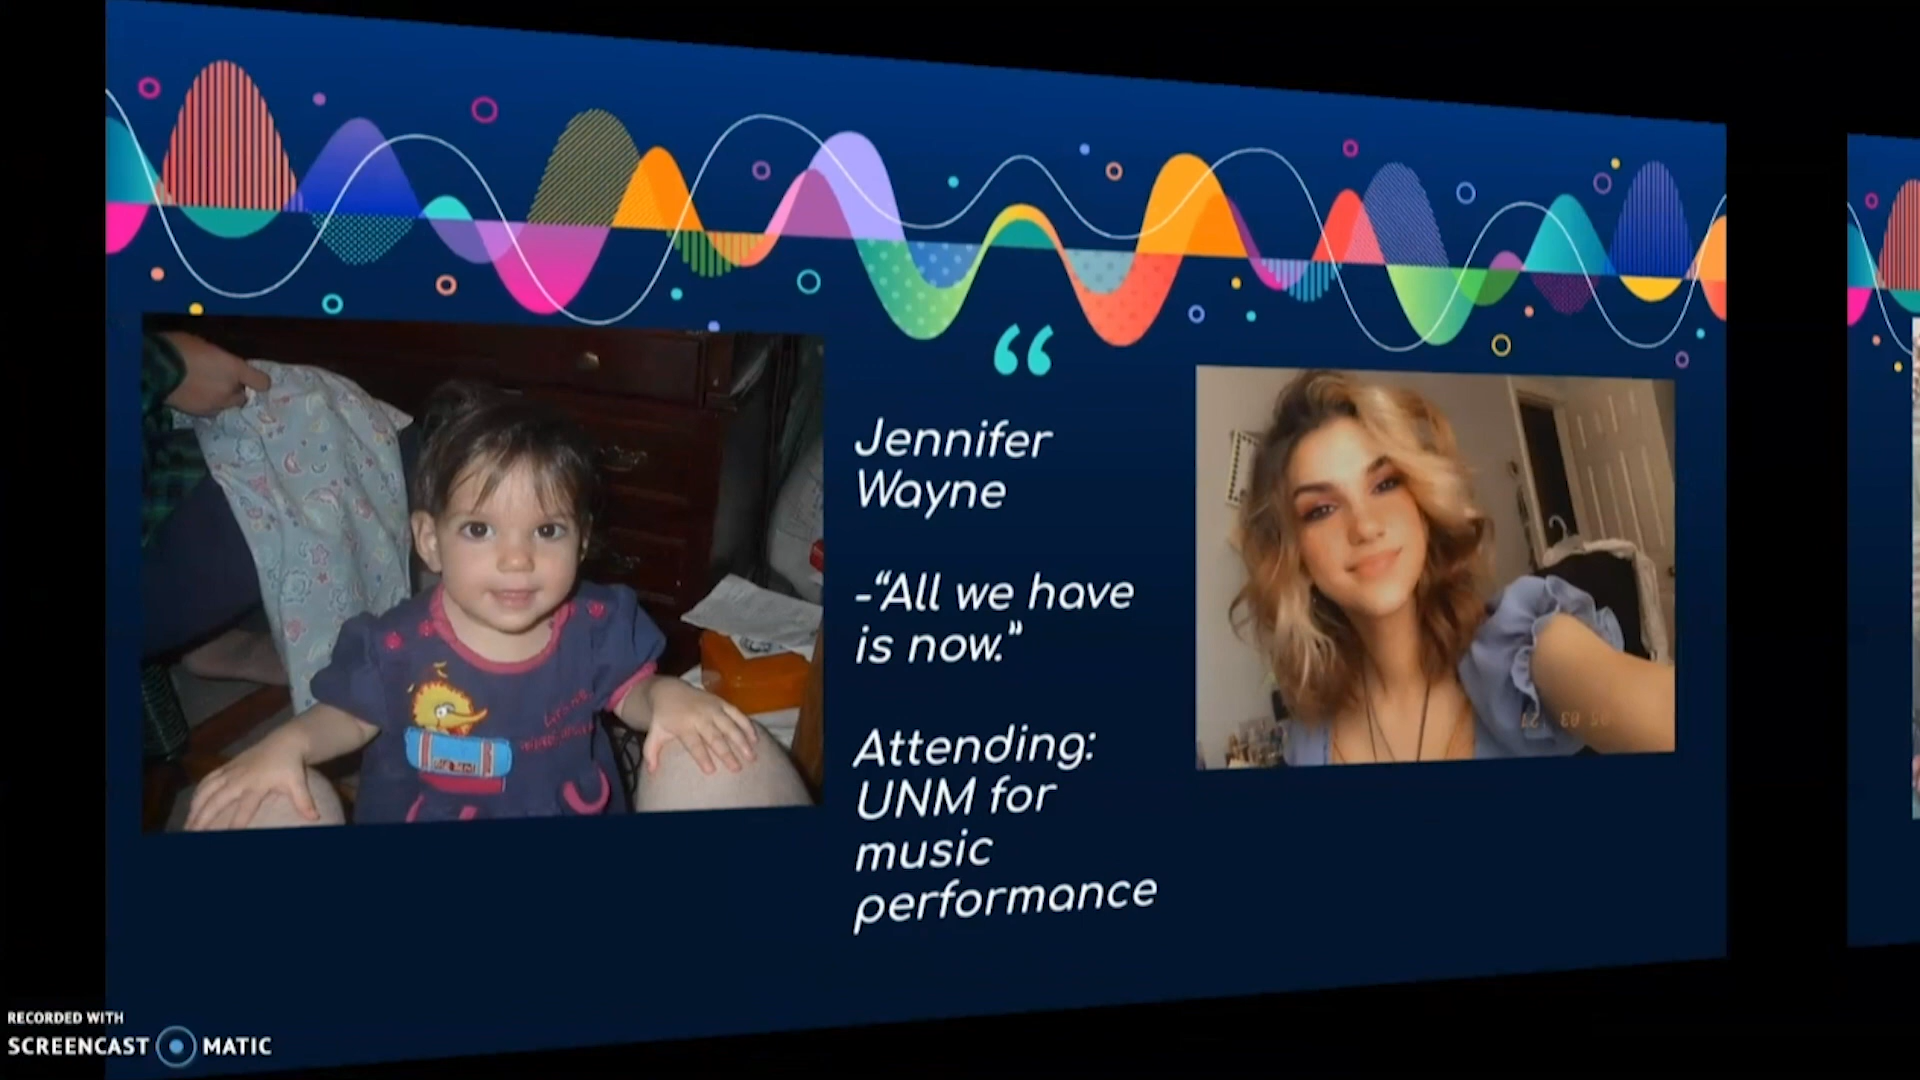 “
Jennifer
Wayne
-“All we have
is now.”
Attending:
UNM for
music
performance
RECORDED WITH
SCREENCAST MATIC